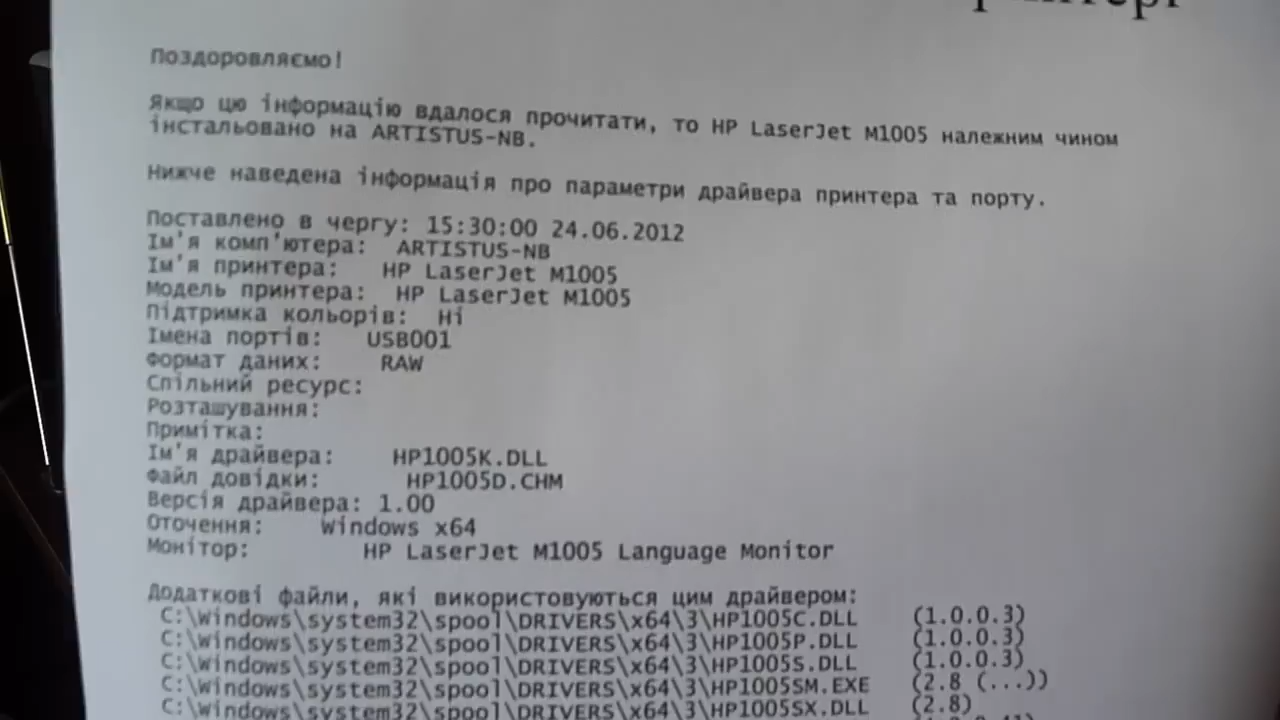 Поздоровляємо!
Якщо цю інформацію вдалося прочитати, то HP LaserJet M1005 належним чином
інстальовано на ARTISTUS-NB.
Нижче наведена інформація про параметри драйвера принтера та порту.
Поставлено в чергу: 15:30:00 24.06.2012
Ім'я комп'ютера: ARTISTUS-NB
Ім'я принтера: HP LaserJet M1005
Модель принтера: HP LaserJet M1005
Підтримка кольорів: Ні
Імена портів: USB001
Формат даних: RAW
Спільний ресурс:
Розташування:
Примітка:
Ім'я драйвера: HP1005K.DLL
Файл довідки: HP1005D.CHM
Версія драйвера: 1.00
Оточення: Windows x64
Монітор: HP LaserJet M1005 Language Monitor
Додаткові файли, які використовуються цим драйвером:
C:\Windows\system32\spool\DRIVERS\x64\3\HP1005C.DLL (1.0.0.3)
C:\Windows\system32\spool\DRIVERS\x64\3\HP1005P.DLL (1.0.0.3)
C:\Windows\system32\spool\DRIVERS\x64\3\HP1005S.DLL (1.0.0.3)
C:\Windows\system32\spool\DRIVERS\x64\3\HP1005SM.EXE (2.8 (...))
C:\Windows\system32\spool\DRIVERS\x64\3\HP1005SX.DLL (2.8)